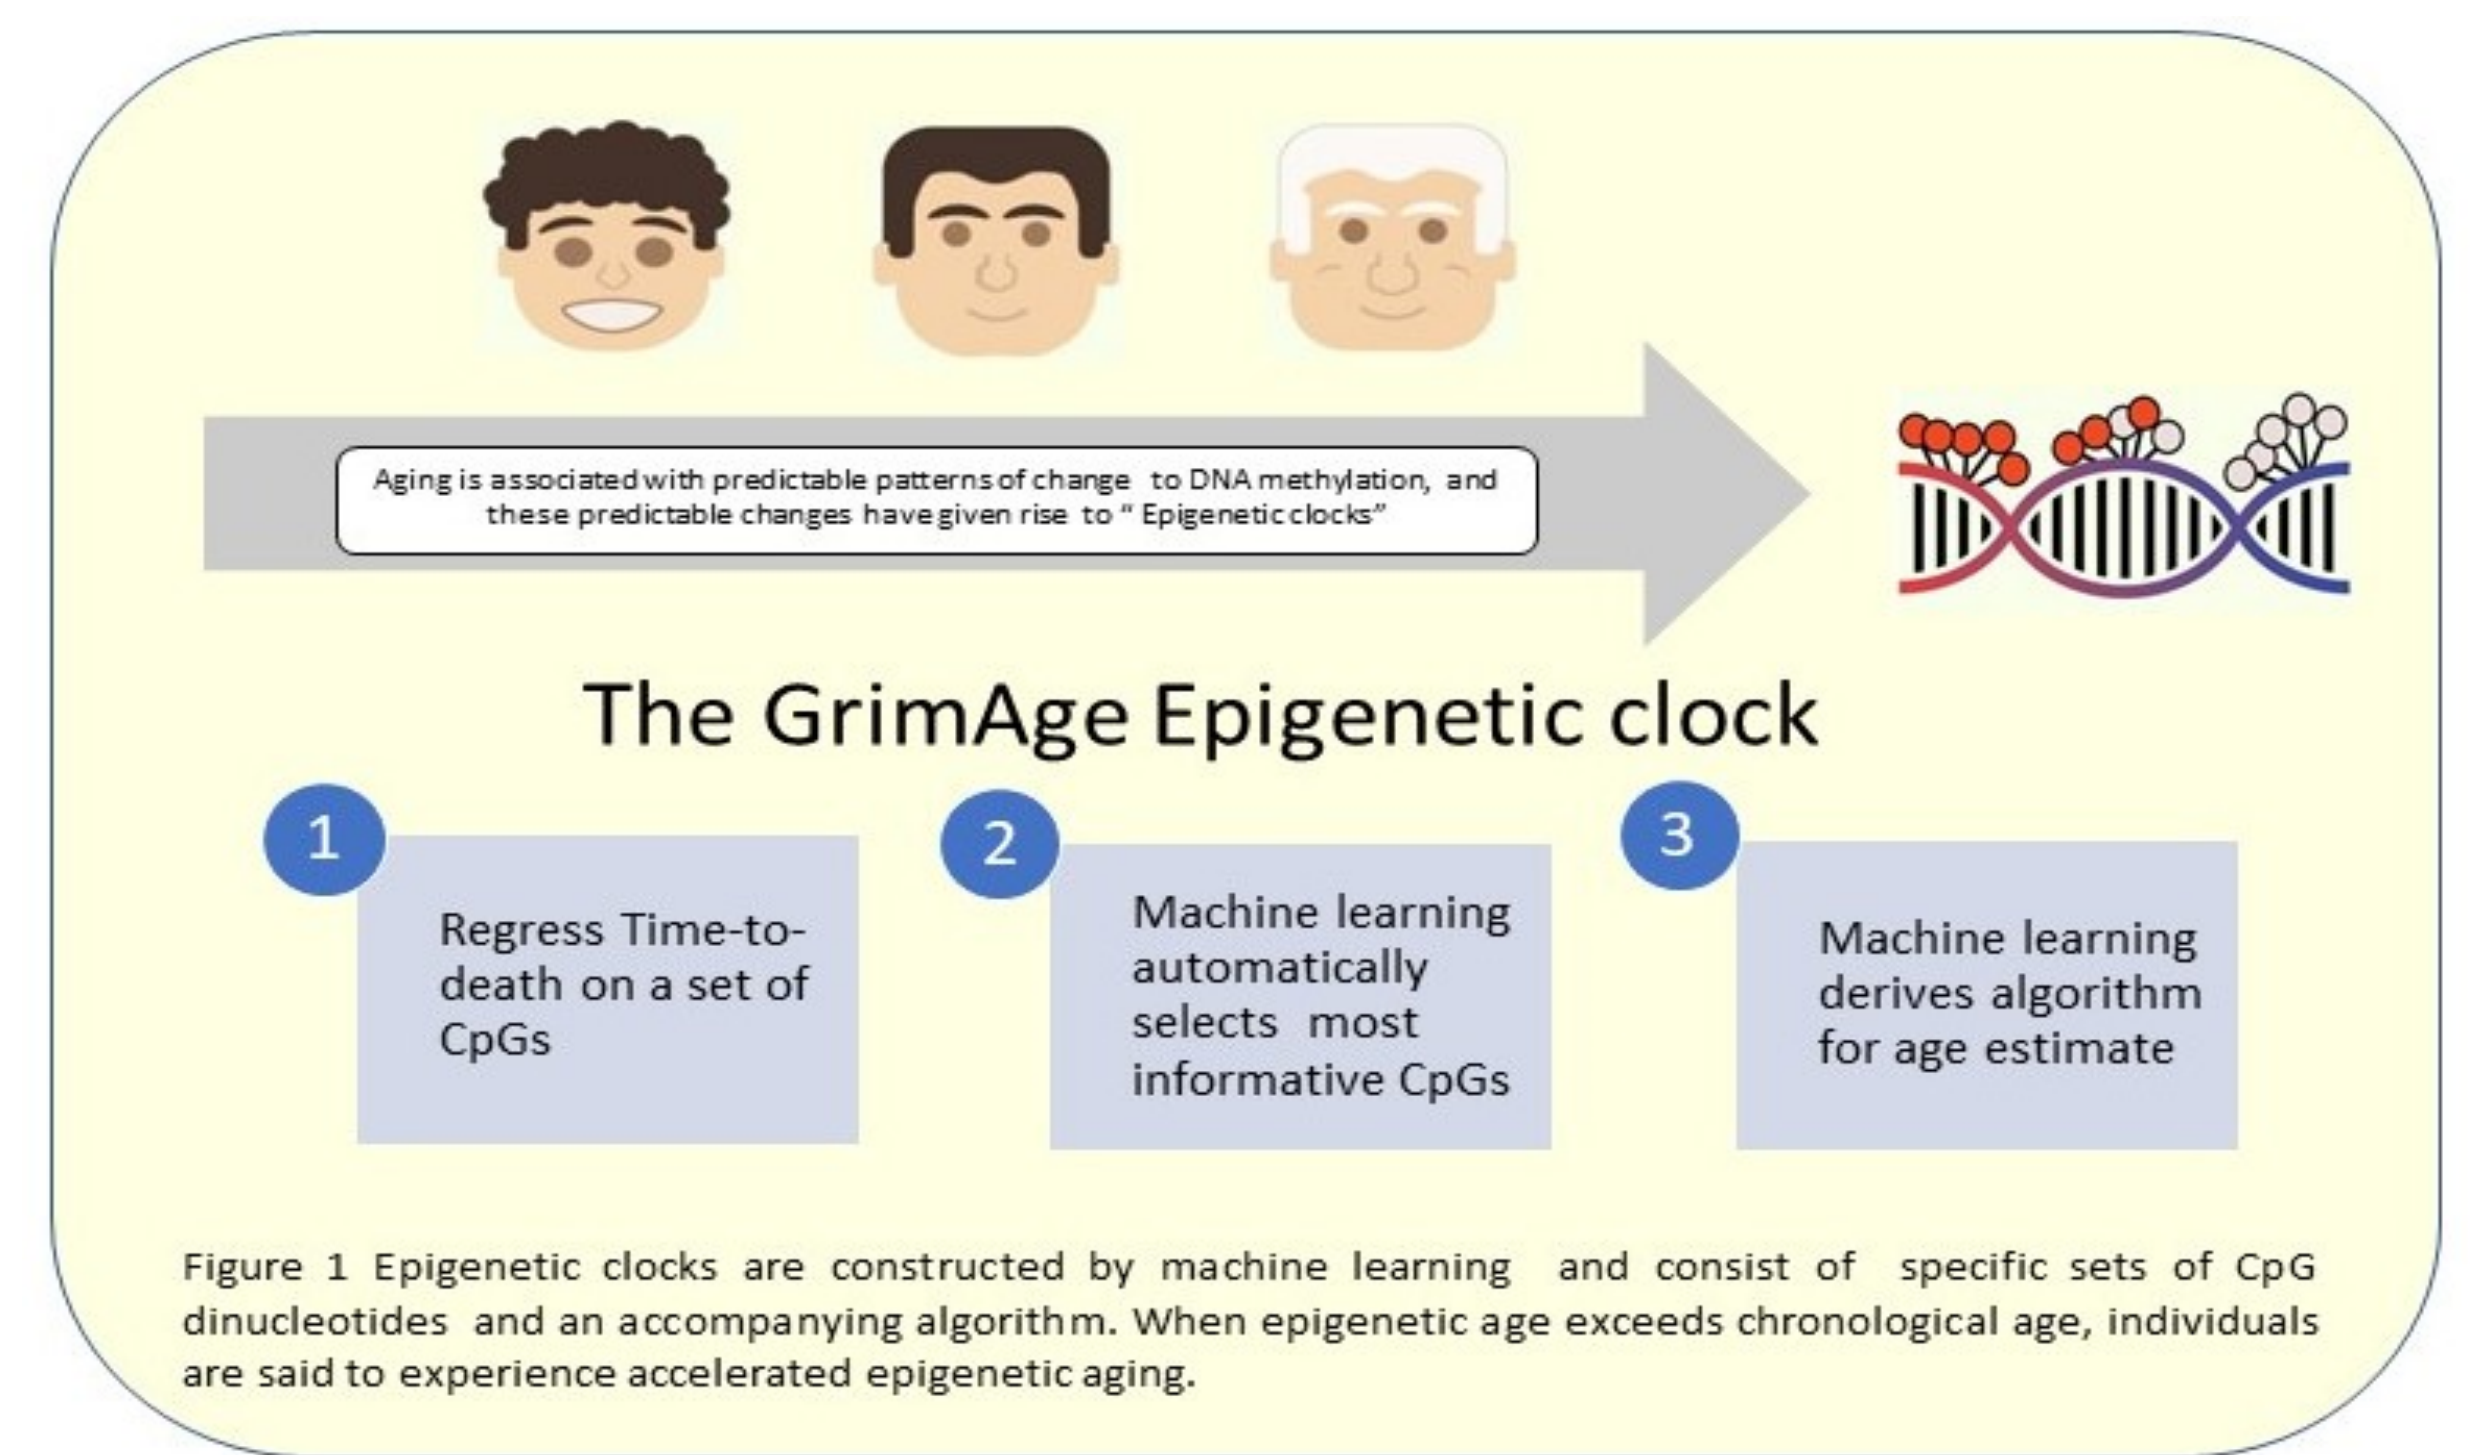 Aging is associated with predictable patterns of change to DNA methylation, and
these predictable changes have given rise to “ Epigenetic clocks”
The GrimAge Epigenetic clock
1
Regress Time-to-
death on a set of
CpGs
2
Machine learning
automatically
selects most
informative CpGs
3
Machine learning
derives algorithm
for age estimate
Figure 1 Epigenetic clocks are constructed by machine learning and consist of specific sets of CpG
dinucleotides and an accompanying algorithm. When epigenetic age exceeds chronological age, individuals
are said to experience accelerated epigenetic aging.